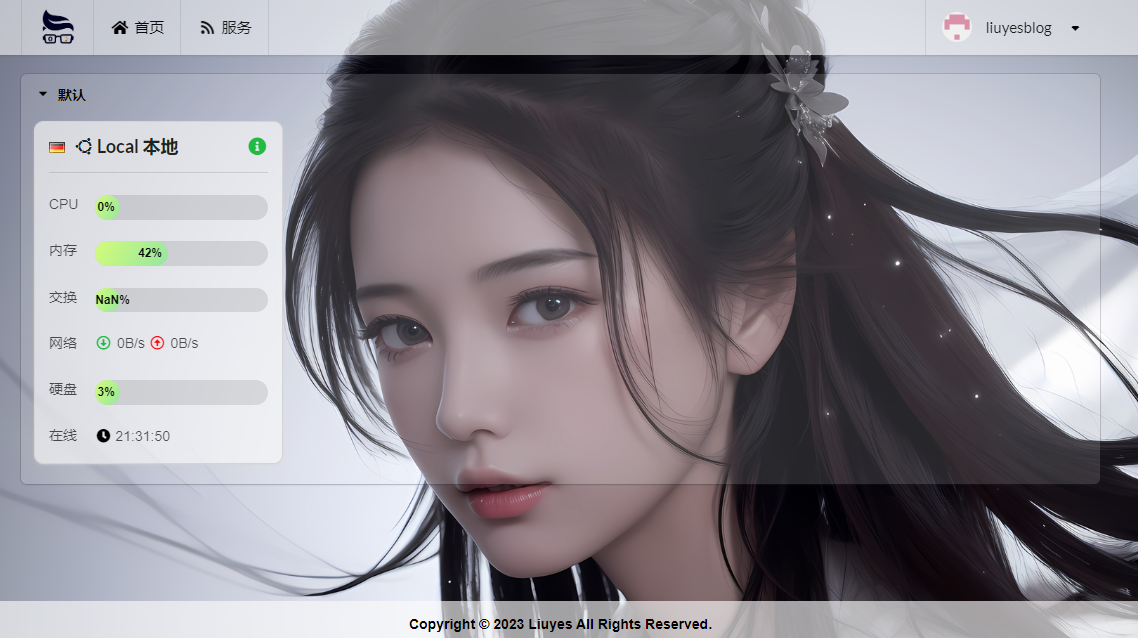 首页 服务 liuyesblog
默认
Local 本地
CPU 0%
内存 42%
交换 NaN%
网络 0B/s 0B/s
硬盘 3%
在线 21:31:50
Copyright © 2023 Liuyes All Rights Reserved.